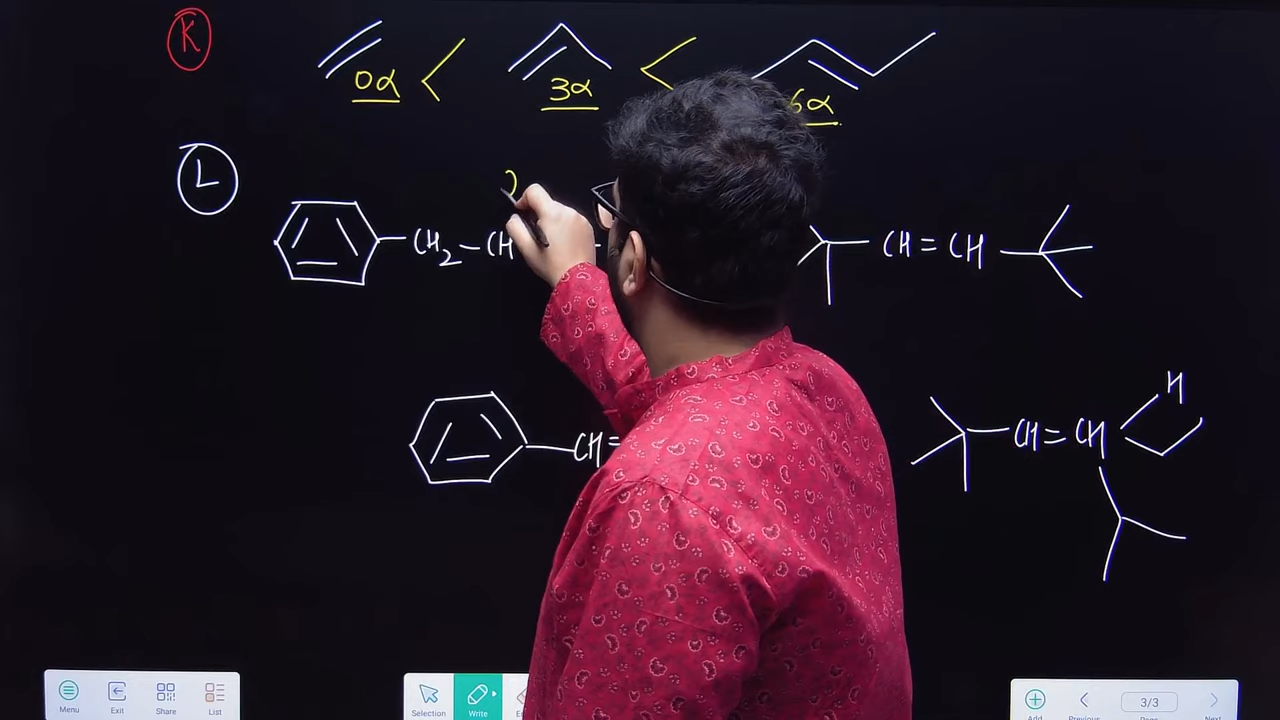 K
0α < 3α < 6α
L
CH₂–CH CH=CH
CH= CH=CH H
Menu Exit Share List Selection Write 3/3